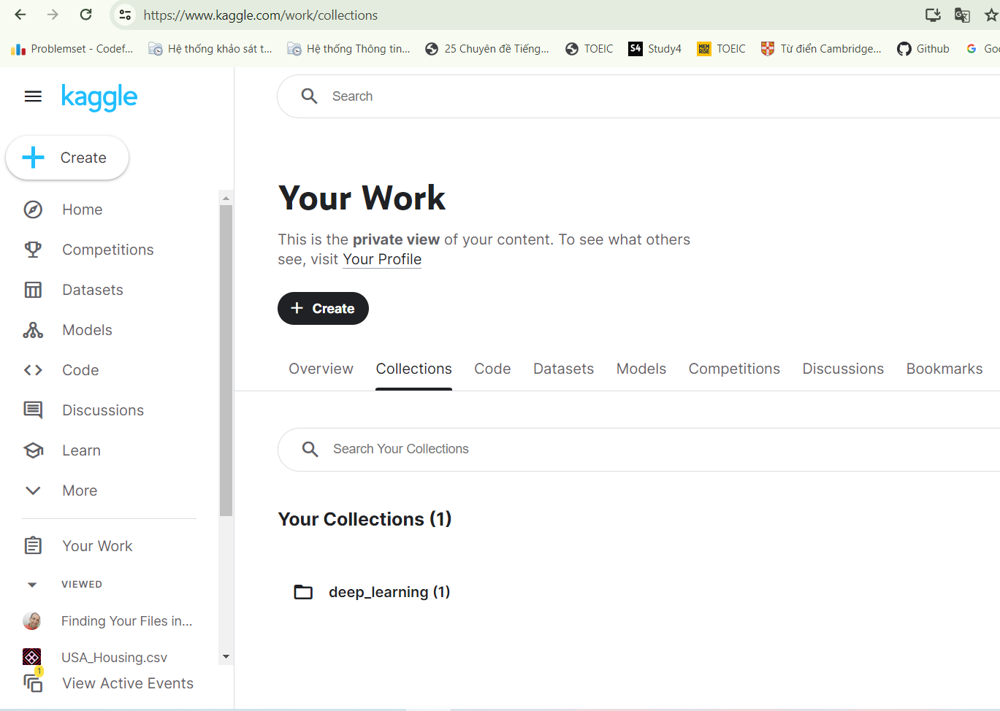 https://www.kaggle.com/work/collections
Problemset - Codef...
Hệ thống khảo sát t...
Hệ thống Thông tin...
25 Chuyên đề Tiếng...
TOEIC
S4 Study4
MEM RISE TOEIC
Từ điển Cambridge...
Github
G Goo
kaggle
Search
Create
Home
Competitions
Datasets
Models
Code
Discussions
Learn
More
Your Work
VIEWED
Finding Your Files in...
USA_Housing.csv
1
View Active Events
Your Work
This is the private view of your content. To see what others
see, visit Your Profile
+ Create
Overview Collections Code Datasets Models Competitions Discussions Bookmarks
Search Your Collections
Your Collections (1)
deep_learning (1)